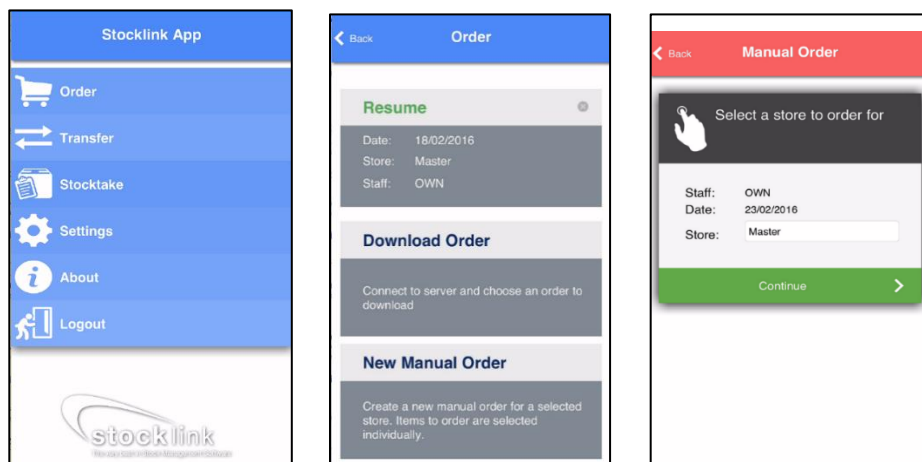 Stocklink App
Order
Transfer
Stocktake
Settings
About
Logout
stocklink
Back
Order
Resume
Date: 18/02/2016
Store: Master
Staff: OWN
Download Order
Connect to server and choose an order to
download
New Manual Order
Create a new manual order for a selected
store. Items to order are selected
individually.
Back
Manual Order
Select a store to order for
Staff: OWN
Date: 23/02/2016
Store: Master
Continue